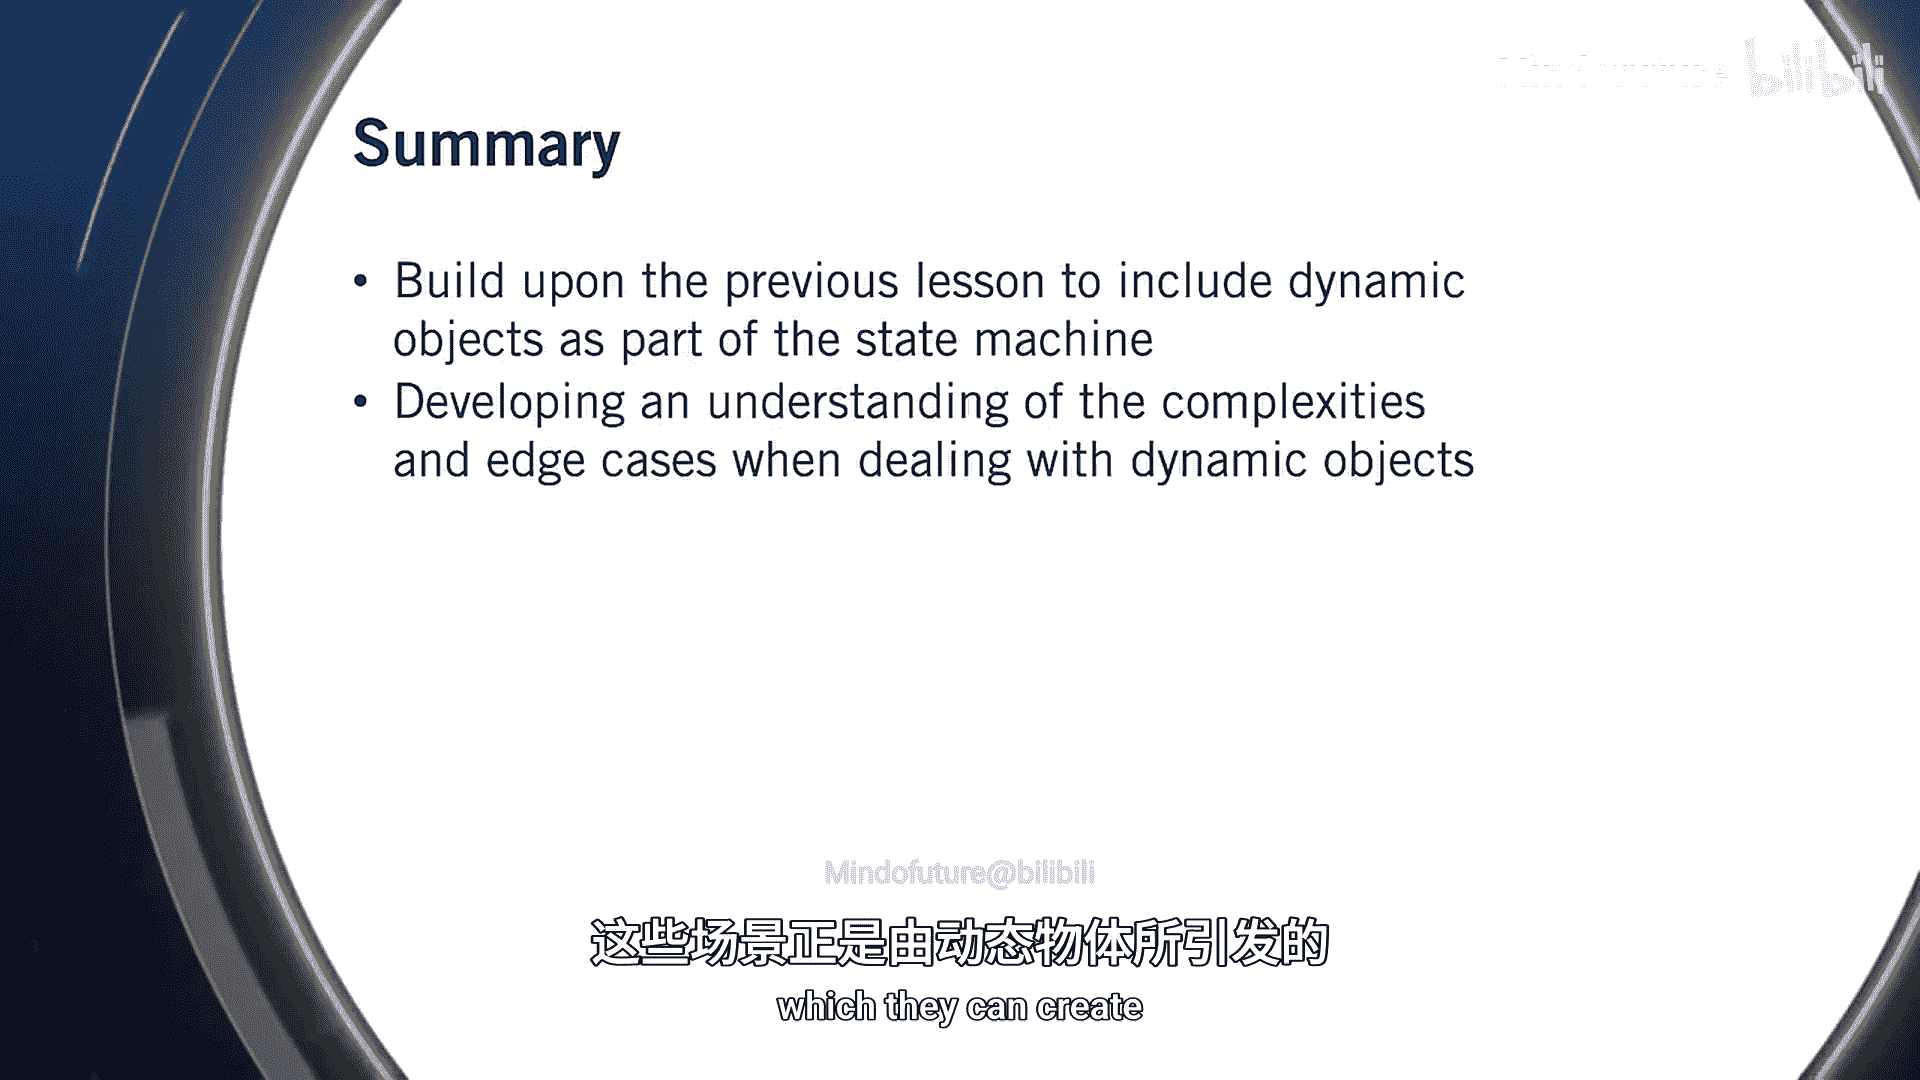 bilibili
Summary
• Build upon the previous lesson to include dynamic
objects as part of the state machine
• Developing an understanding of the complexities
and edge cases when dealing with dynamic objects
Mindofuture@bilibili
这些场景正是由动态物体所引发的
which they can create